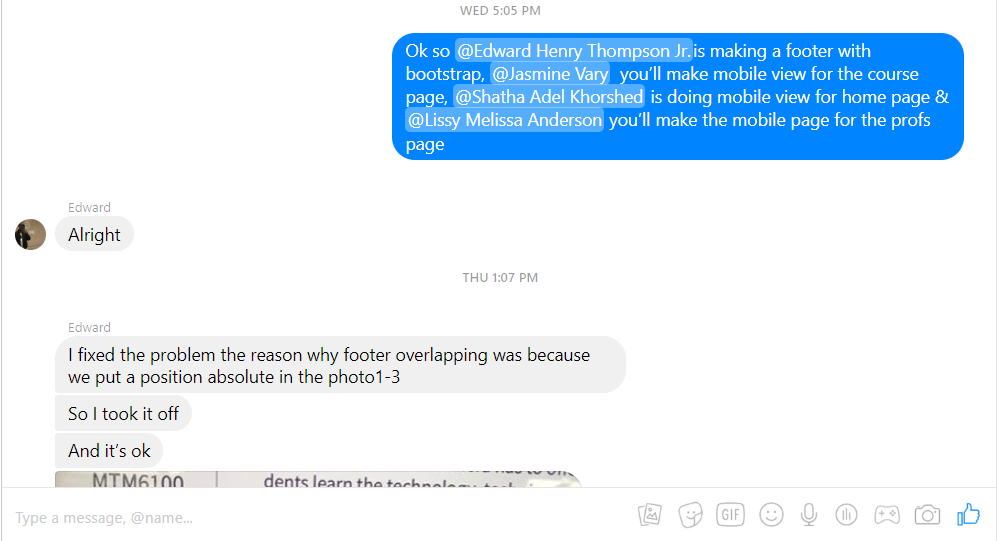 WED 5:05 PM
Ok so @Edward Henry Thompson Jr.is making a footer with
bootstrap, @Jasmine Vary  you'll make mobile view for the course
page, @Shatha Adel Khorshed is doing mobile view for home page &
@Lissy Melissa Anderson you'll make the mobile page for the profs
page
Edward
Alright
THU 1:07 PM
Edward
I fixed the problem the reason why footer overlapping was because
we put a position absolute in the photo1-3
So I took it off
And it's ok
MTM6100 dents learn the technology,
Type a message, @name...
GIF